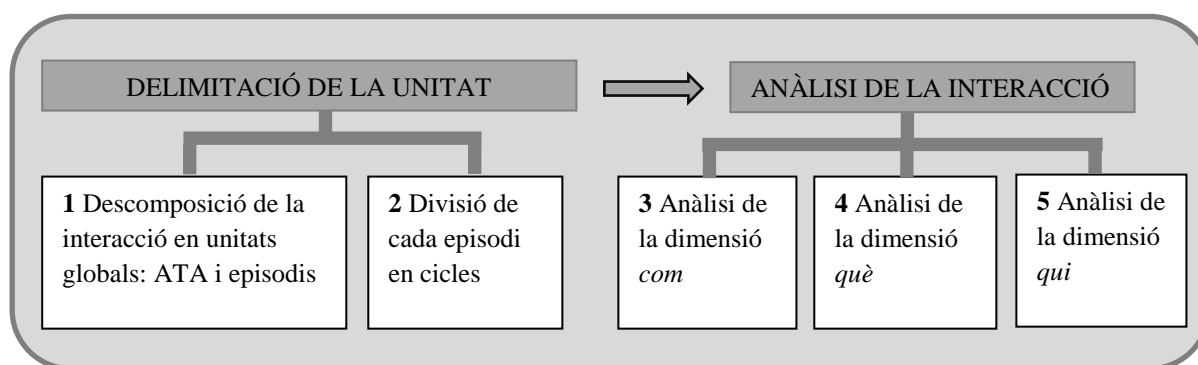 DELIMITACIÓ DE LA UNITAT
ANÀLISI DE LA INTERACCIÓ
1 Descomposició de la
interacció en unitats
globals: ATA i episodis
2 Divisió de
cada episodi
en cicles
3 Anàlisi de
la dimensió
com
4 Anàlisi de
la dimensió
què
5 Anàlisi de
la dimensió
qui